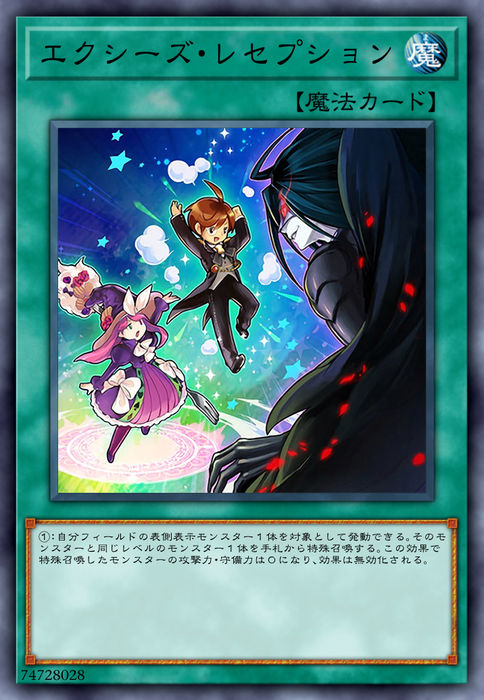 エクシーズ・レセプション
魔
【魔法カード】
①:自分フィールドの表側表示モンスター1体を対象として発動できる。そのモ
ンスターと同じレベルのモンスター1体を手札から特殊召喚する。この効果で
特殊召喚したモンスターの攻撃力・守備力は0になり、効果は無効化される。
74728028